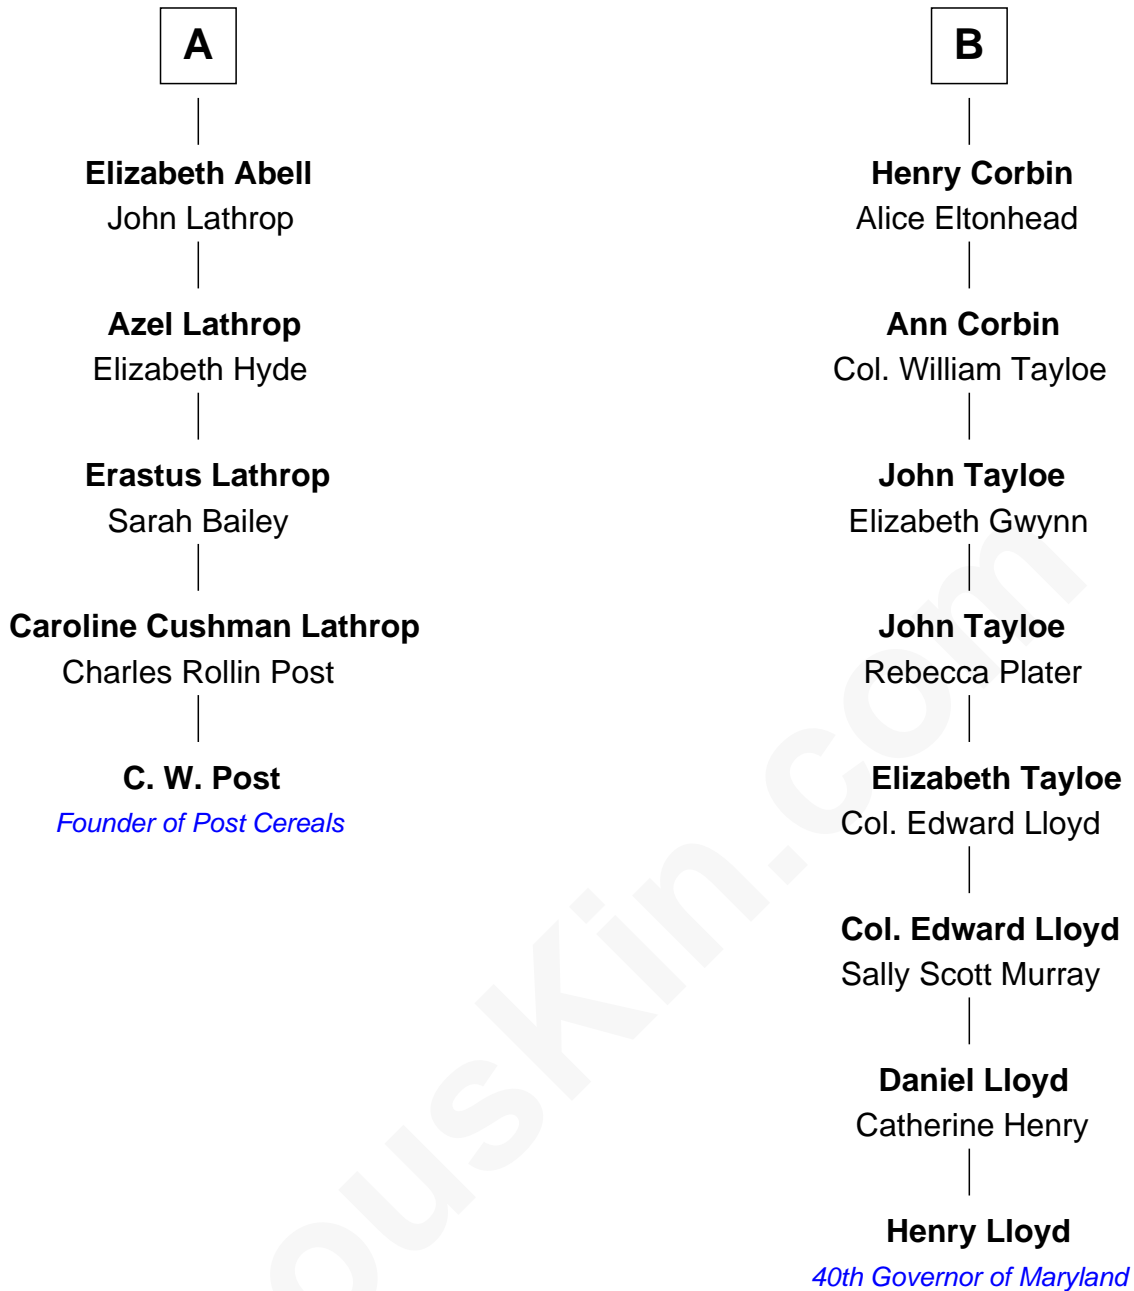 A
Elizabeth Abell
John Lathrop
Azel Lathrop
Elizabeth Hyde
Erastus Lathrop
Sarah Bailey
Caroline Cushman Lathrop
Charles Rollin Post
C. W. Post
Founder of Post Cereals
B
Henry Corbin
Alice Eltonhead
Ann Corbin
Col. William Tayloe
John Tayloe
Elizabeth Gwynn
John Tayloe
Rebecca Plater
Elizabeth Tayloe
Col. Edward Lloyd
Col. Edward Lloyd
Sally Scott Murray
Daniel Lloyd
Catherine Henry
Henry Lloyd
40th Governor of Maryland
ousKin.com